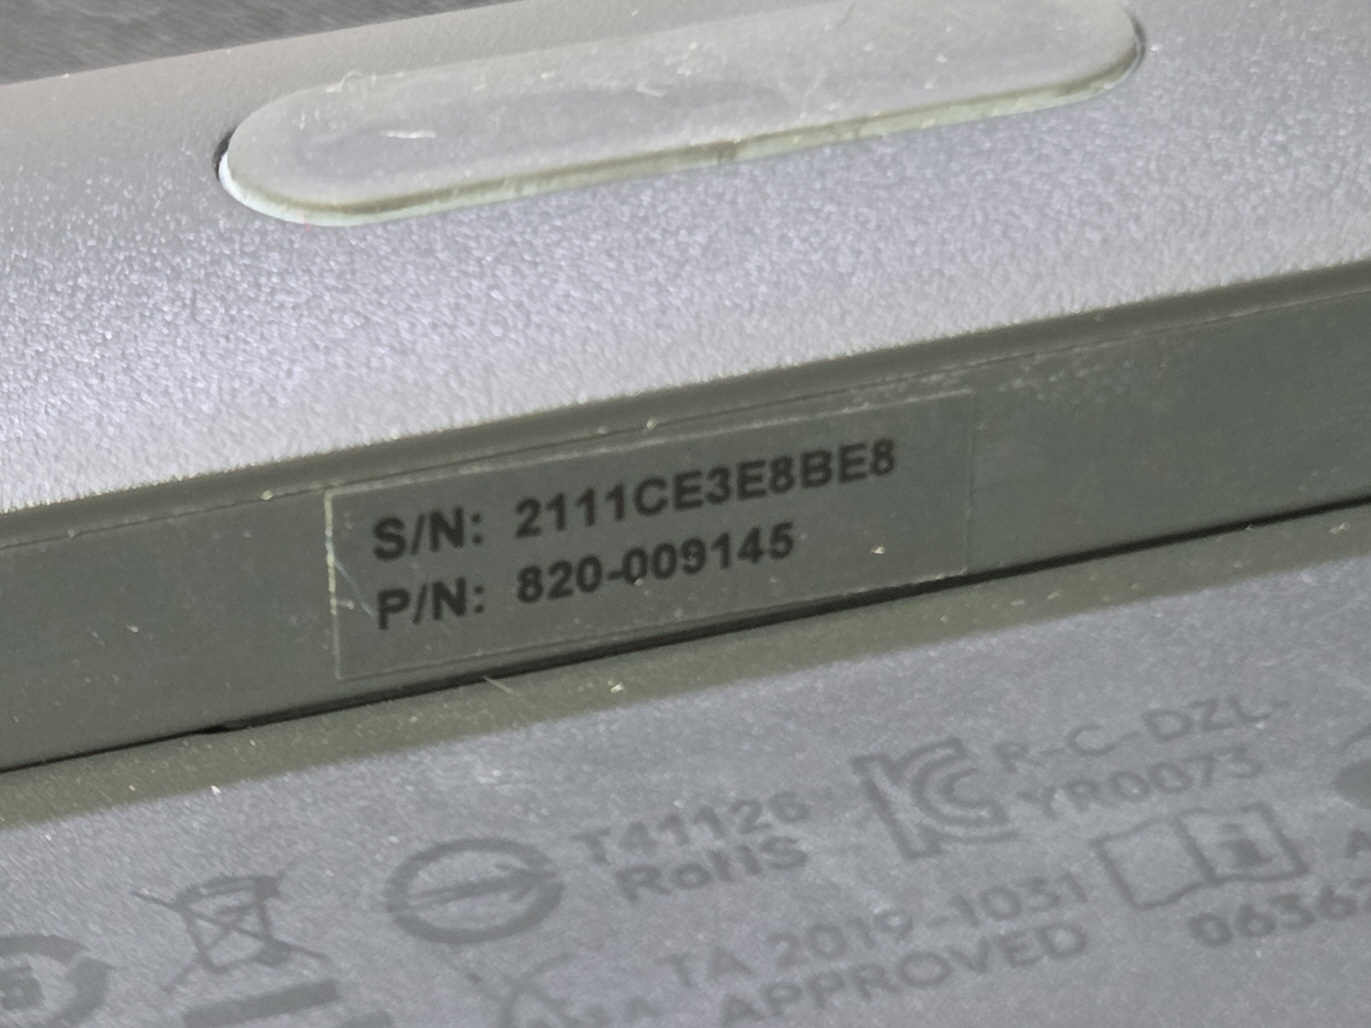 S/N: 2111CE3E8BE8
P/N: 820-009145
R-C-DZL-
YR0073
T41126
RoHS
TA 2019-1031
APPROVED